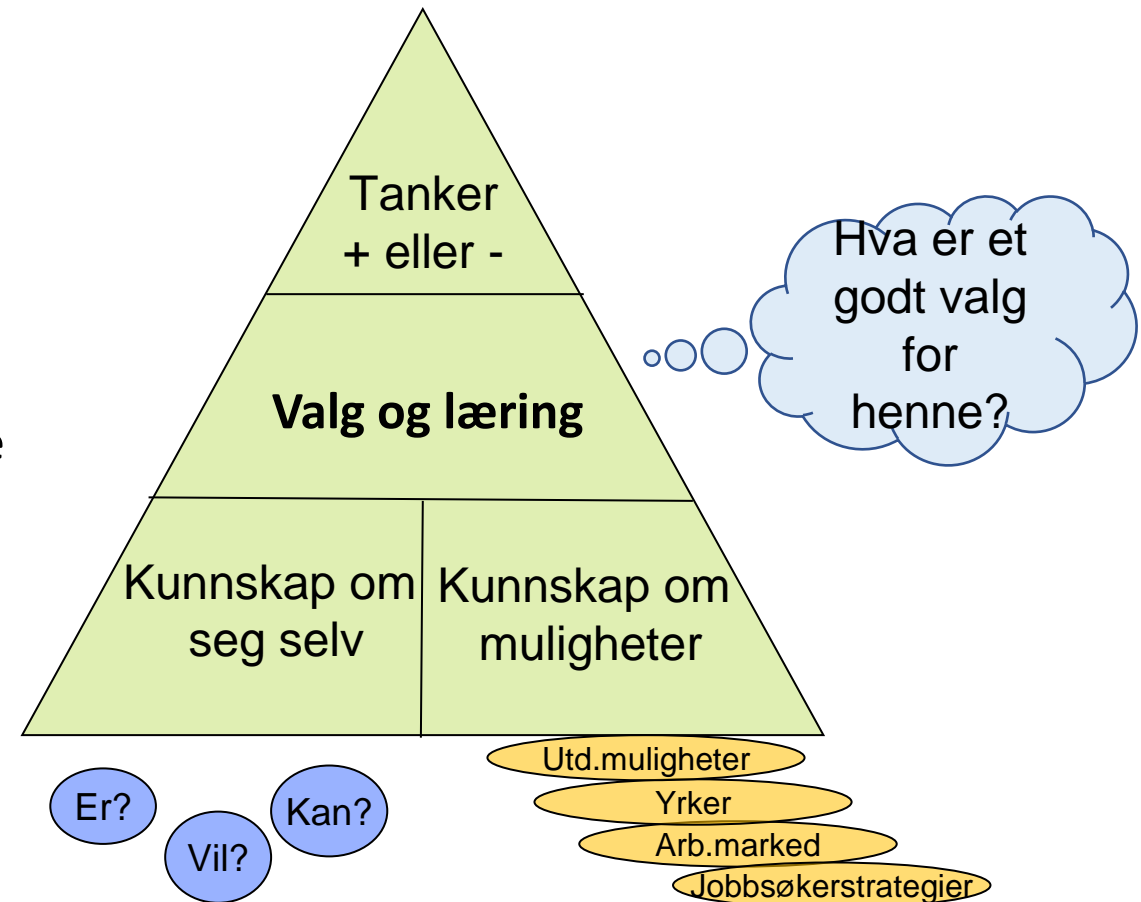 Tanker
+ eller -
Hva er et
godt valg
for
henne?
Valg og læring
e
Kunnskap om
seg selv
Kunnskap om
muligheter
Er?
Vil?
Kan?
Utd.muligheter
Yrker
Arb.marked
Jobbsøkerstrategier